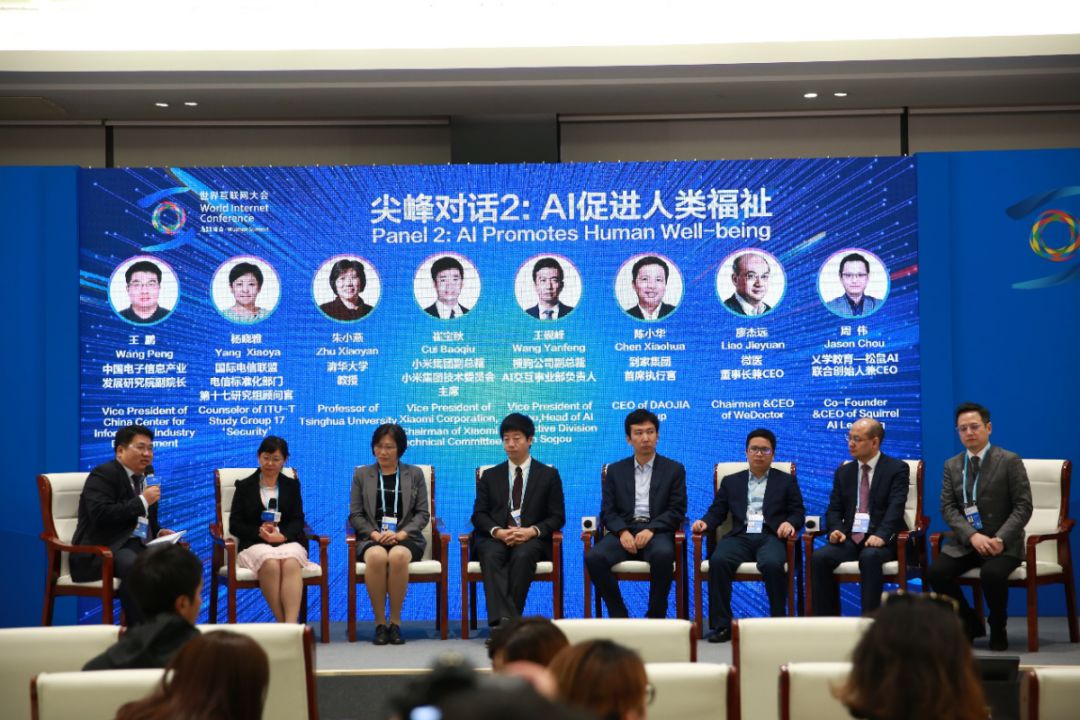 世界互联网大会
World Internet
Conference
Wuzhen Summit
尖峰对话2: AI促进人类福祉
Panel 2: AI Promotes Human Well-being
王 鹏
Wang Peng
中国电子信息产业
发展研究院副院长
Vice President of
China Center for
Industry
杨晓雅
Yang Xiaoya
国际电信联盟
电信标准化部门
第十七研究组顾问官
Counselor of ITU-T
Study Group 17
"Security"
朱小燕
Zhu Xiaoyan
清华大学
教授
Professor of
Tsinghua University
崔宝秋
Cui Baoqiu
小米集团副总裁
小米集团技术委员会
主席
Vice President of
Xiaomi Corporation,
Chairman of Xiaomi
Technical Committee
王砚峰
Wang Yanfeng
搜狗公司副总裁
AI交互事业部负责人
Vice President of
Head of AI
Division
Sogou
陈小华
Chen Xiaohua
到家集团
首席执行官
CEO of DAOJIA
廖杰远
Liao Jieyuan
微医
董事长兼CEO
Chairman &CEO
of WeDoctor
周 伟
Jason Chou
乂学教育—松鼠AI
联合创始人兼CEO
Co-Founder
&CEO of Squirrel
AI